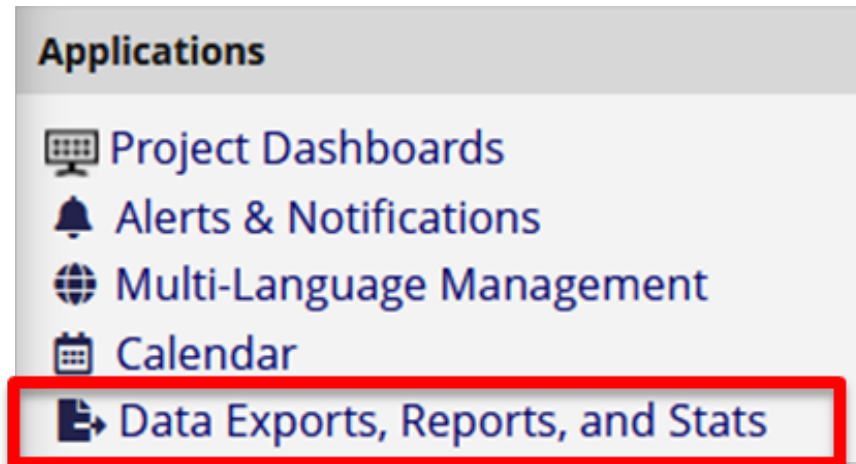 Applications
Project Dashboards
Alerts & Notifications
Multi-Language Management
Calendar
Data Exports, Reports, and Stats